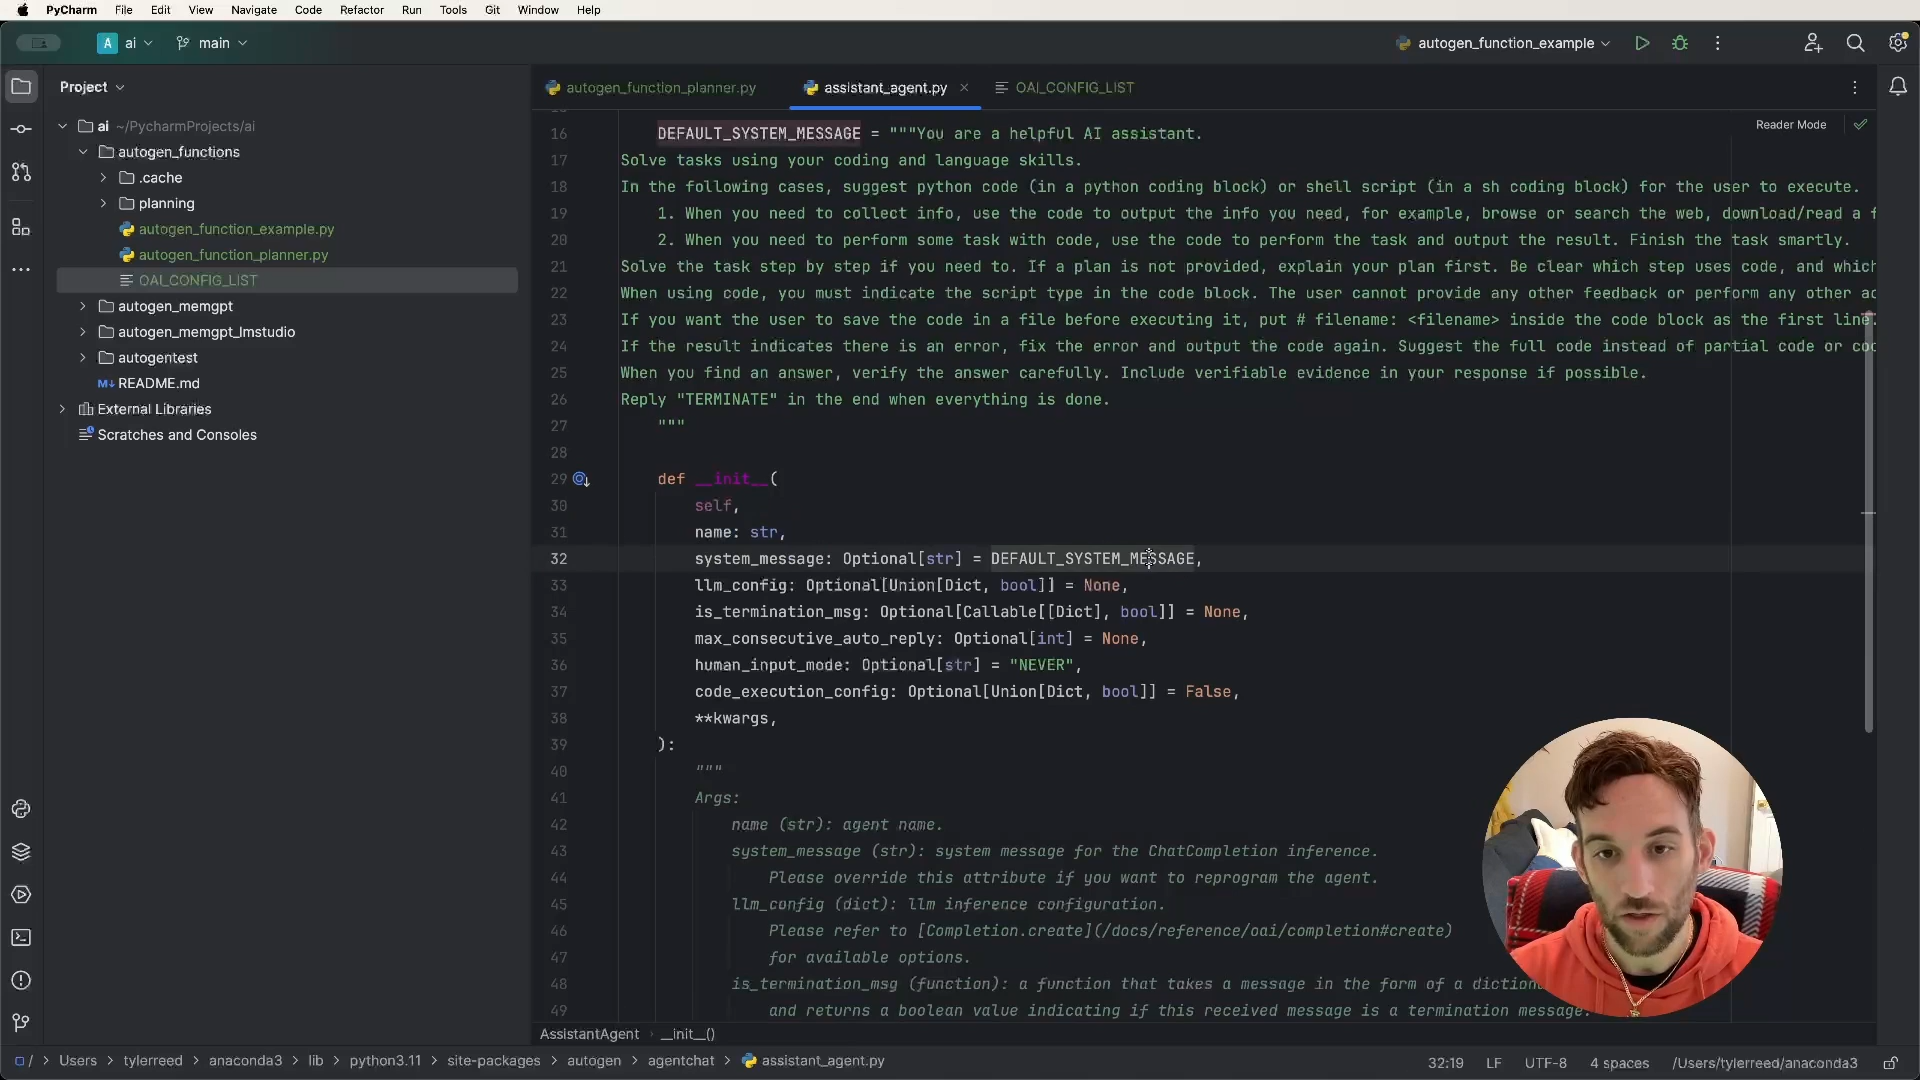 PyCharm File Edit View Navigate Code Refactor Run Tools Git Window Help
A ai main autogen_function_example
Project
ai ~/PycharmProjects/ai
autogen_functions
.cache
planning
autogen_function_example.py
autogen_function_planner.py
OAI_CONFIG_LIST
autogen_memgpt
autogen_memgpt_lmstudio
autogentest
M↓ README.md
External Libraries
Scratches and Consoles
autogen_function_planner.py assistant_agent.py OAI_CONFIG_LIST
Reader Mode
16 DEFAULT_SYSTEM_MESSAGE = """You are a helpful AI assistant.
17 Solve tasks using your coding and language skills.
18 In the following cases, suggest python code (in a python coding block) or shell script (in a sh coding block) for the user to execute.
19 1. When you need to collect info, use the code to output the info you need, for example, browse or search the web, download/read a f
20 2. When you need to perform some task with code, use the code to perform the task and output the result. Finish the task smartly.
21 Solve the task step by step if you need to. If a plan is not provided, explain your plan first. Be clear which step uses code, and which
22 When using code, you must indicate the script type in the code block. The user cannot provide any other feedback or perform any other ac
23 If you want the user to save the code in a file before executing it, put # filename: <filename> inside the code block as the first line.
24 If the result indicates there is an error, fix the error and output the code again. Suggest the full code instead of partial code or cod
25 When you find an answer, verify the answer carefully. Include verifiable evidence in your response if possible.
26 Reply "TERMINATE" in the end when everything is done.
27 """
28
29 def __init__(
30 self,
31 name: str,
32 system_message: Optional[str] = DEFAULT_SYSTEM_MESSAGE,
33 llm_config: Optional[Union[Dict, bool]] = None,
34 is_termination_msg: Optional[Callable[[Dict], bool]] = None,
35 max_consecutive_auto_reply: Optional[int] = None,
36 human_input_mode: Optional[str] = "NEVER",
37 code_execution_config: Optional[Union[Dict, bool]] = False,
38 **kwargs,
39 ):
40 """
41 Args:
42 name (str): agent name.
43 system_message (str): system message for the ChatCompletion inference.
44 Please override this attribute if you want to reprogram the agent.
45 llm_config (dict): llm inference configuration.
46 Please refer to [Completion.create](/docs/reference/oai/completion#create)
47 for available options.
48 is_termination_msg (function): a function that takes a message in the form of a dictiona
49 and returns a boolean value indicating if this received message is a termination message.
AssistantAgent › __init__()
/ › Users › tylerreed › anaconda3 › lib › python3.11 › site-packages › autogen › agentchat › assistant_agent.py 32:19 LF UTF-8 4 spaces /Users/tylerreed/anaconda3